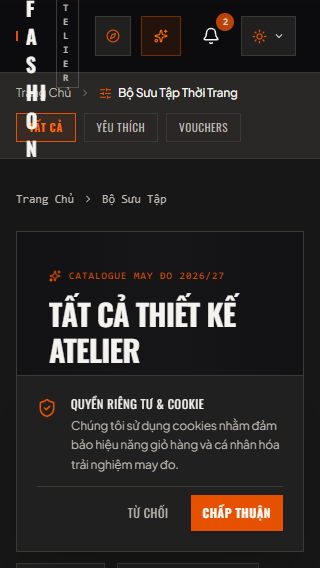 FASHION
ATELIER
2
Trang Chủ > Bộ Sưu Tập Thời Trang
TẤT CẢ
YÊU THÍCH
VOUCHERS
Trang Chủ > Bộ Sưu Tập
CATALOGUE MAY ĐO 2026/27
TẤT CẢ THIẾT KẾ
ATELIER
QUYỀN RIÊNG TƯ & COOKIE
Chúng tôi sử dụng cookies nhằm đảm
bảo hiệu năng giỏ hàng và cá nhân hóa
trải nghiệm may đo.
TỪ CHỐI
CHẤP THUẬN